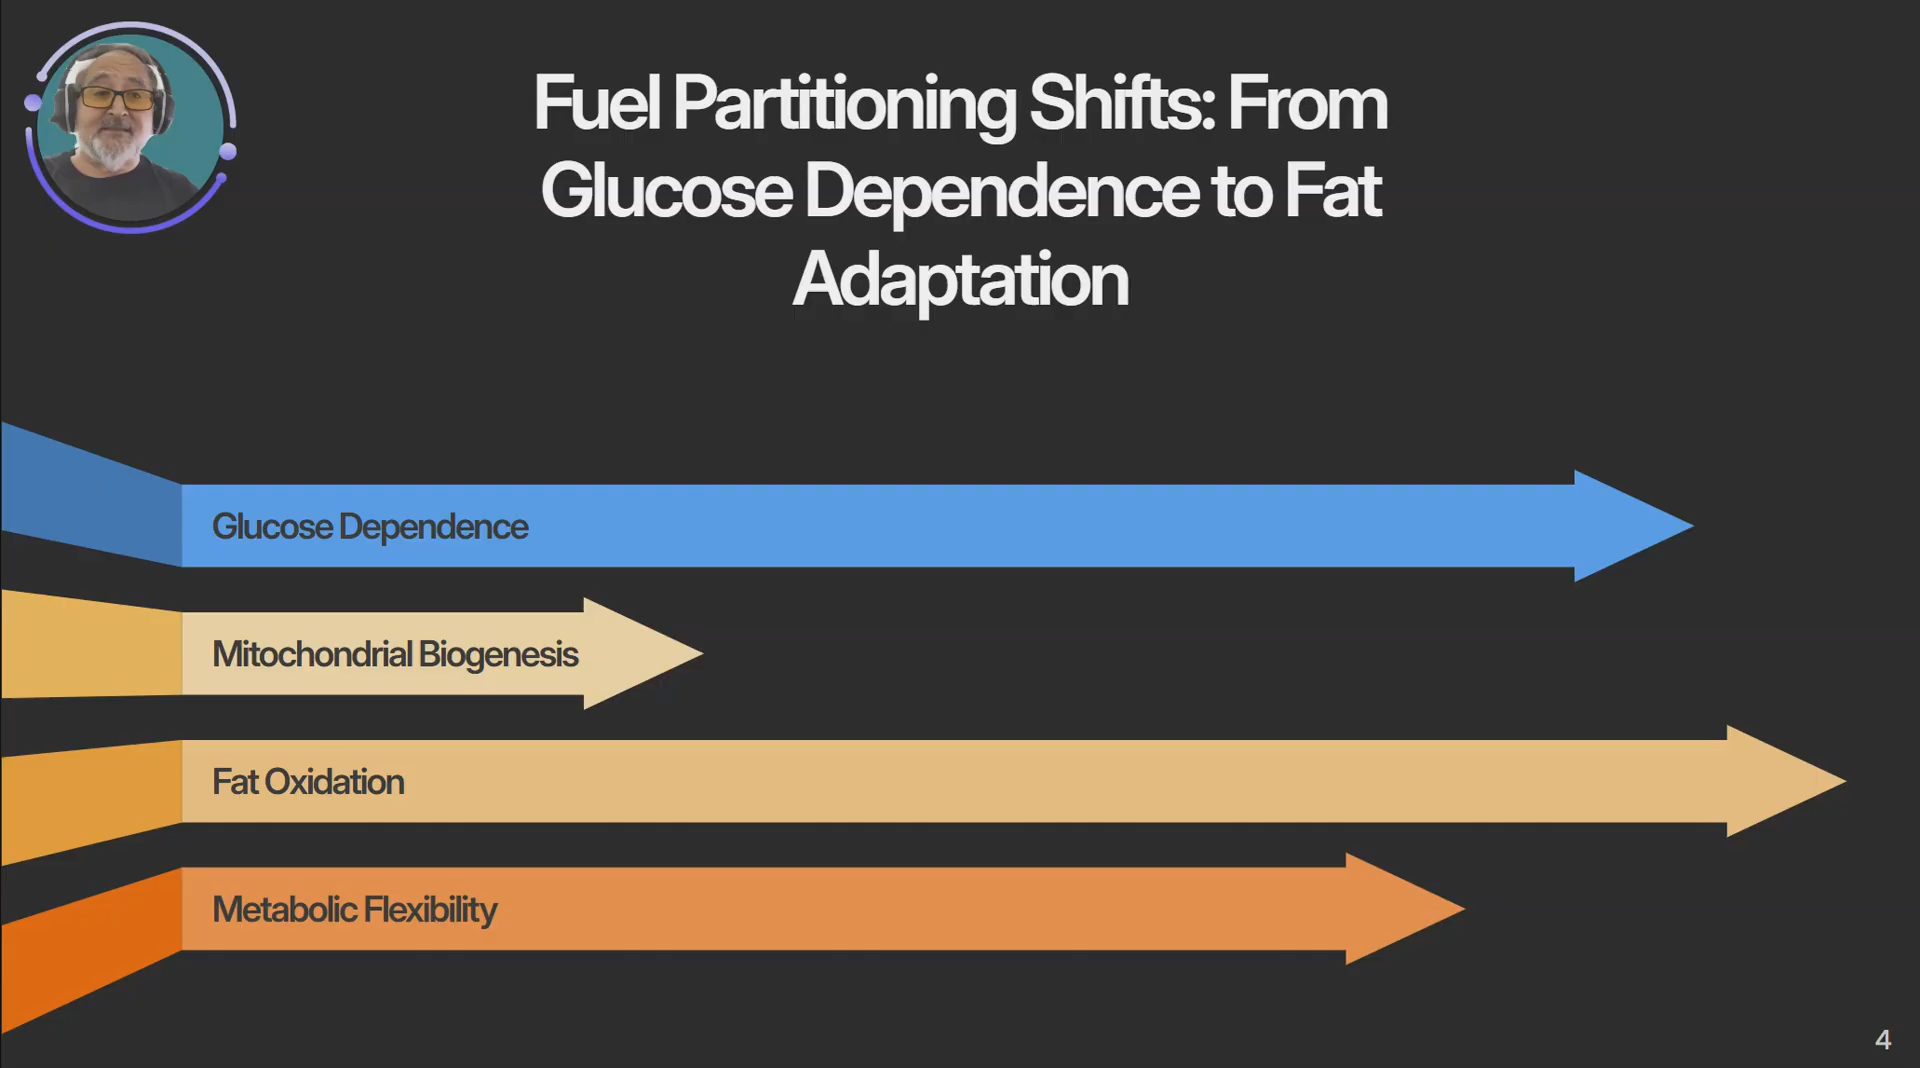 Fuel Partitioning Shifts: From
Glucose Dependence to Fat
Adaptation
Glucose Dependence
Mitochondrial Biogenesis
Fat Oxidation
Metabolic Flexibility
4